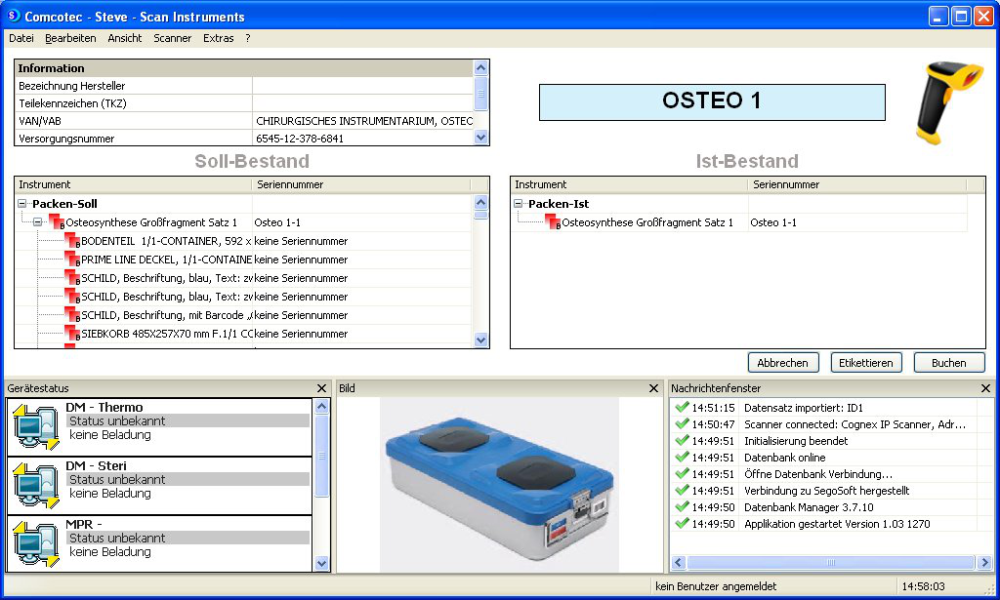 Comcotec - Steve - Scan Instruments
Datei Bearbeiten Ansicht Scanner Extras ?
Information
Bezeichnung Hersteller
Teilekennzeichen (TKZ)
VAN/VAB CHIRURGISCHES INSTRUMENTARIUM, OSTEO
Versorgungsnummer 6545-12-378-6841
OSTEO 1
Soll-Bestand
Instrument Seriennummer
Packen-Soll
Osteosynthese Großfragment Satz 1 Osteo 1-1
BODENTEIL 1/1-CONTAINER, 592 x keine Seriennummer
PRIME LINE DECKEL, 1/1-CONTAINE keine Seriennummer
SCHILD, Beschriftung, blau, Text: zw keine Seriennummer
SCHILD, Beschriftung, blau, Text: zw keine Seriennummer
SCHILD, Beschriftung, mit Barcode „ keine Seriennummer
SIEBKORB 485X257X70 mm F.1/1 CO keine Seriennummer
Ist-Bestand
Instrument Seriennummer
Packen-Ist
Osteosynthese Großfragment Satz 1 Osteo 1-1
Abbrechen Etikettieren Buchen
Gerätestatus
DM - Thermo
Status unbekannt
keine Beladung
DM - Steri
Status unbekannt
keine Beladung
MPR -
Status unbekannt
keine Beladung
Bild
Nachrichtenfenster
14:51:15 Datensatz importiert: ID1
14:50:47 Scanner connected: Cognex IP Scanner, Adr...
14:49:51 Initialisierung beendet
14:49:51 Datenbank online
14:49:51 Öffne Datenbank Verbindung...
14:49:51 Verbindung zu SegoSoft hergestellt
14:49:50 Datenbank Manager 3.7.10
14:49:50 Applikation gestartet Version 1.03 1270
kein Benutzer angemeldet 14:58:03